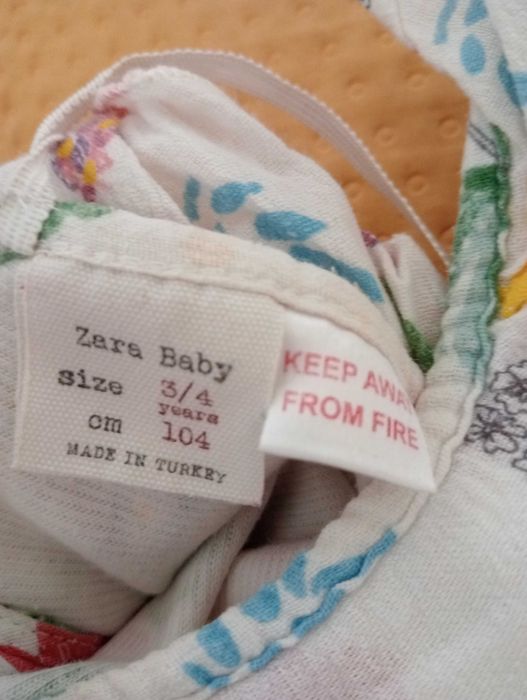 Zara Baby
size 3/4
years
cm 104
MADE IN TURKEY
KEEP AWAY
FROM FIRE